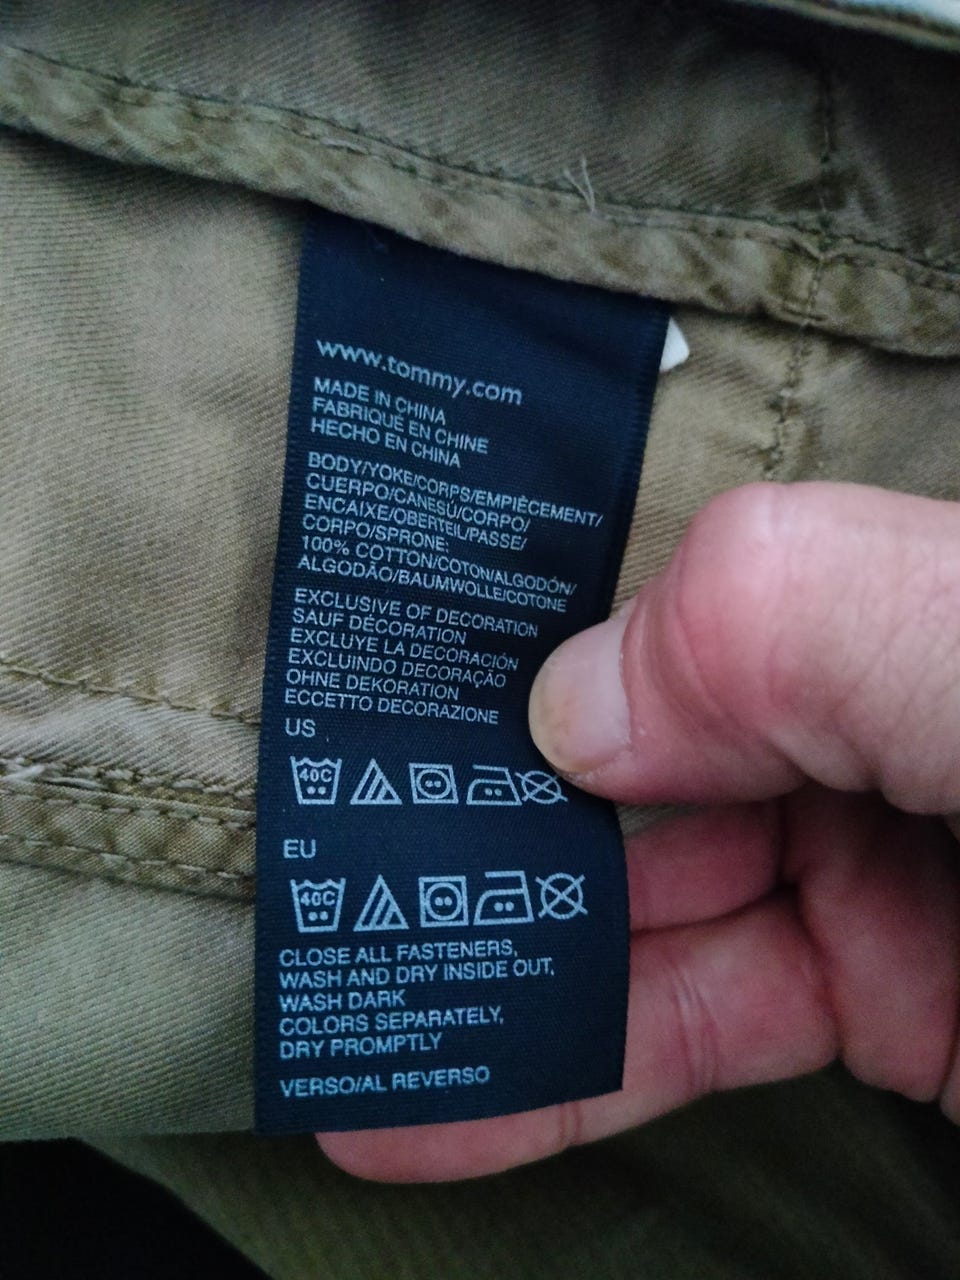 www.tommy.com
MADE IN CHINA
FABRIQUÉ EN CHINE
HECHO EN CHINA
BODY/YOKE/CORPS/EMPIÈCEMENT/
CUERPO/CANESÚ/CORPO/
ENCAIXE/OBERTEIL/PASSE/
CORPO/SPRONE:
100% COTTON/COTON/ALGODÓN/
ALGODÃO/BAUMWOLLE/COTONE
EXCLUSIVE OF DECORATION
SAUF DÉCORATION
EXCLUYE LA DECORACIÓN
EXCLUINDO DECORAÇÃO
OHNE DEKORATION
ECCETTO DECORAZIONE
US
40C
EU
40C
CLOSE ALL FASTENERS,
WASH AND DRY INSIDE OUT,
WASH DARK
COLORS SEPARATELY,
DRY PROMPTLY
VERSO/AL REVERSO